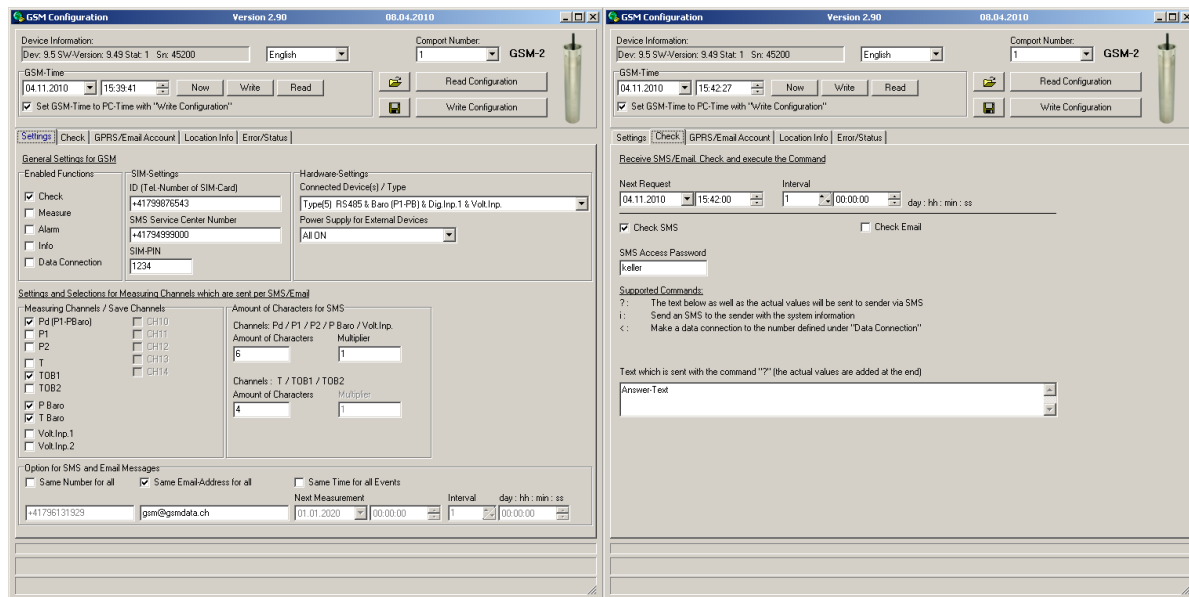 GSM Configuration Version 2.90 08.04.2010
Device Information:
Dev: 9.5 SW-Version: 9.49 Stat: 1 Sn: 45200
English
Comport Number:
1
GSM-2
GSM-Time
04.11.2010 15:39:41 Now Write Read
Set GSM-Time to PC-Time with "Write Configuration"
Read Configuration
Write Configuration
Settings Check GPRS/Email Account Location Info Error/Status
General Settings for GSM
Enabled Functions
Check
Measure
Alarm
Info
Data Connection
SIM-Settings
ID (Tel.-Number of SIM-Card)
+41799876543
SMS Service Center Number
+41794999000
SIM-PIN
1234
Hardware-Settings
Connected Device(s) / Type
Type(5) RS485 & Baro (P1-PB) & Dig.Inp.1 & Volt.Inp.
Power Supply for External Devices
All ON
Settings and Selections for Measuring Channels which are sent per SMS/Email
Measuring Channels / Save Channels
Pd (P1-PBaro) CH10
P1 CH11
P2 CH12
CH13
T CH14
TOB1
TOB2
P Baro
T Baro
Volt.Inp.1
Volt.Inp.2
Amount of Characters for SMS
Channels: Pd / P1 / P2 / P Baro / Volt.Inp.
Amount of Characters Multiplier
6 1
Channels : T / TOB1 / TOB2
Amount of Characters Multiplier
4 1
Option for SMS and Email Messages
Same Number for all Same Email-Address for all Same Time for all Events
Next Measurement Interval day : hh : min : ss
+41796131929 gsm@gsmdata.ch 01.01.2020 00:00:00 1 00:00:00
GSM Configuration Version 2.90 08.04.2010
Device Information:
Dev: 9.5 SW-Version: 9.49 Stat: 1 Sn: 45200
English
Comport Number:
1
GSM-2
GSM-Time
04.11.2010 15:42:27 Now Write Read
Set GSM-Time to PC-Time with "Write Configuration"
Read Configuration
Write Configuration
Settings Check GPRS/Email Account Location Info Error/Status
Receive SMS/Email, Check and execute the Command
Next Request Interval
04.11.2010 15:42:00 1 00:00:00 day : hh : min : ss
Check SMS Check Email
SMS Access Password
keller
Supported Commands:
? : The text below as well as the actual values will be sent to sender via SMS
i : Send an SMS to the sender with the system information
< : Make a data connection to the number defined under "Data Connection"
Text which is sent with the command "?" (the actual values are added at the end)
Answer-Text